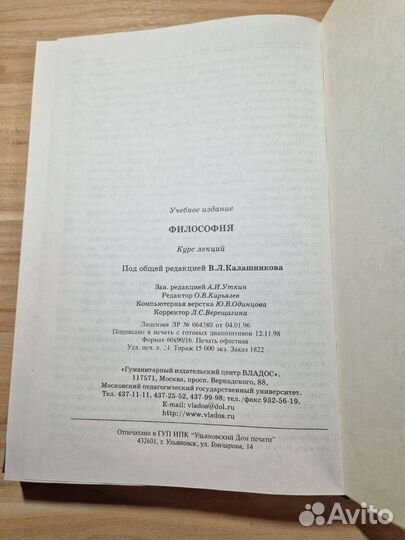 Учебное издание
ФИЛОСОФИЯ
Курс лекций
Под общей редакцией В.Л.Калашникова
Зав. редакцией А.И.Уткин
Редактор О.В.Кирьязев
Компьютерная верстка Ю.В.Одинцова
Корректор Л.С.Верещагина
Лицензия ЛР № 064380 от 04.01.96
Подписано в печать с готовых диапозитивов 12.11.98
Формат 60x90/16. Печать офсетная
Усл. печ. л. 24. Тираж 15 000 экз. Заказ 1822
«Гуманитарный издательский центр ВЛАДОС».
117571, Москва, просп. Вернадского, 88,
Московский педагогический государственный университет.
Тел. 437-11-11, 437-25-52, 437-99-98; тел./факс 932-56-19.
E-mail: vlados@dol.ru
http://www.vlados.ru
Отпечатано в ГУП ИПК "Ульяновский Дом печати"
432601, г. Ульяновск, ул. Гончарова, 14
Avito